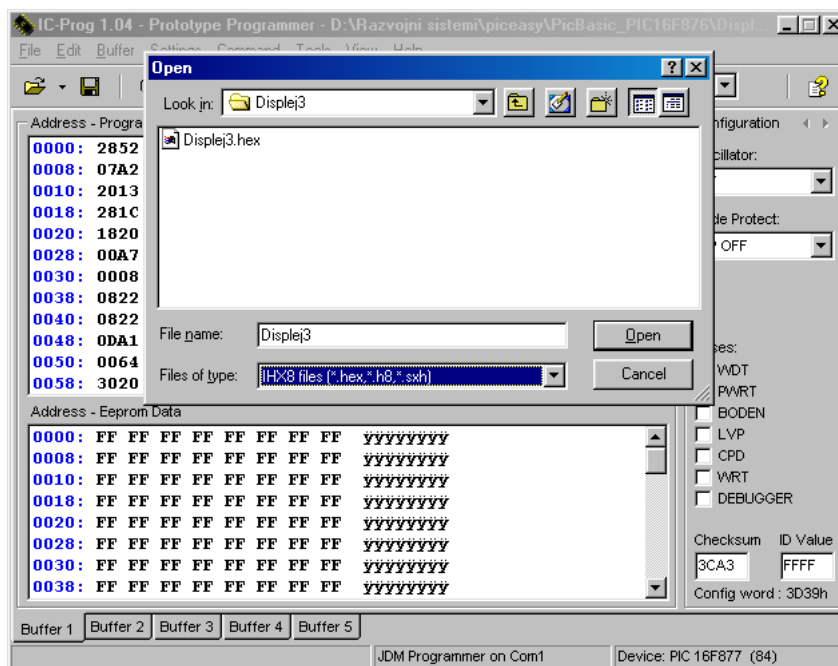 IC-Prog 1.04 - Prototype Programmer - D:\Razvojni sistemi\piceasy\PicBasic_PIC16F876\Displ...
File Edit Buffer Settings Command Tools View Help
Open
Look in: Displej3
Displej3.hex
File name: Displej3
Open
Files of type: IHX8 files (*.hex,*.h8,*.sxh)
Cancel
Address - Progra
0000: 2852
0008: 07A2
0010: 2013
0018: 281C
0020: 1820
0028: 00A7
0030: 0008
0038: 0822
0040: 0822
0048: 0DA1
0050: 0064
0058: 3020
nfiguration
cillator:
de Protect:
OFF
ses:
WDT
PWRT
BODEN
LVP
CPD
WRT
DEBUGGER
Checksum ID Value
3CA3 FFFF
Config word : 3D39h
Address - Eeprom Data
0000: FF FF FF FF FF FF FF FF ÿÿÿÿÿÿÿÿ
0008: FF FF FF FF FF FF FF FF ÿÿÿÿÿÿÿÿ
0010: FF FF FF FF FF FF FF FF ÿÿÿÿÿÿÿÿ
0018: FF FF FF FF FF FF FF FF ÿÿÿÿÿÿÿÿ
0020: FF FF FF FF FF FF FF FF ÿÿÿÿÿÿÿÿ
0028: FF FF FF FF FF FF FF FF ÿÿÿÿÿÿÿÿ
0030: FF FF FF FF FF FF FF FF ÿÿÿÿÿÿÿÿ
0038: FF FF FF FF FF FF FF FF ÿÿÿÿÿÿÿÿ
Buffer 1 Buffer 2 Buffer 3 Buffer 4 Buffer 5
JDM Programmer on Com1 Device: PIC 16F877 (84)